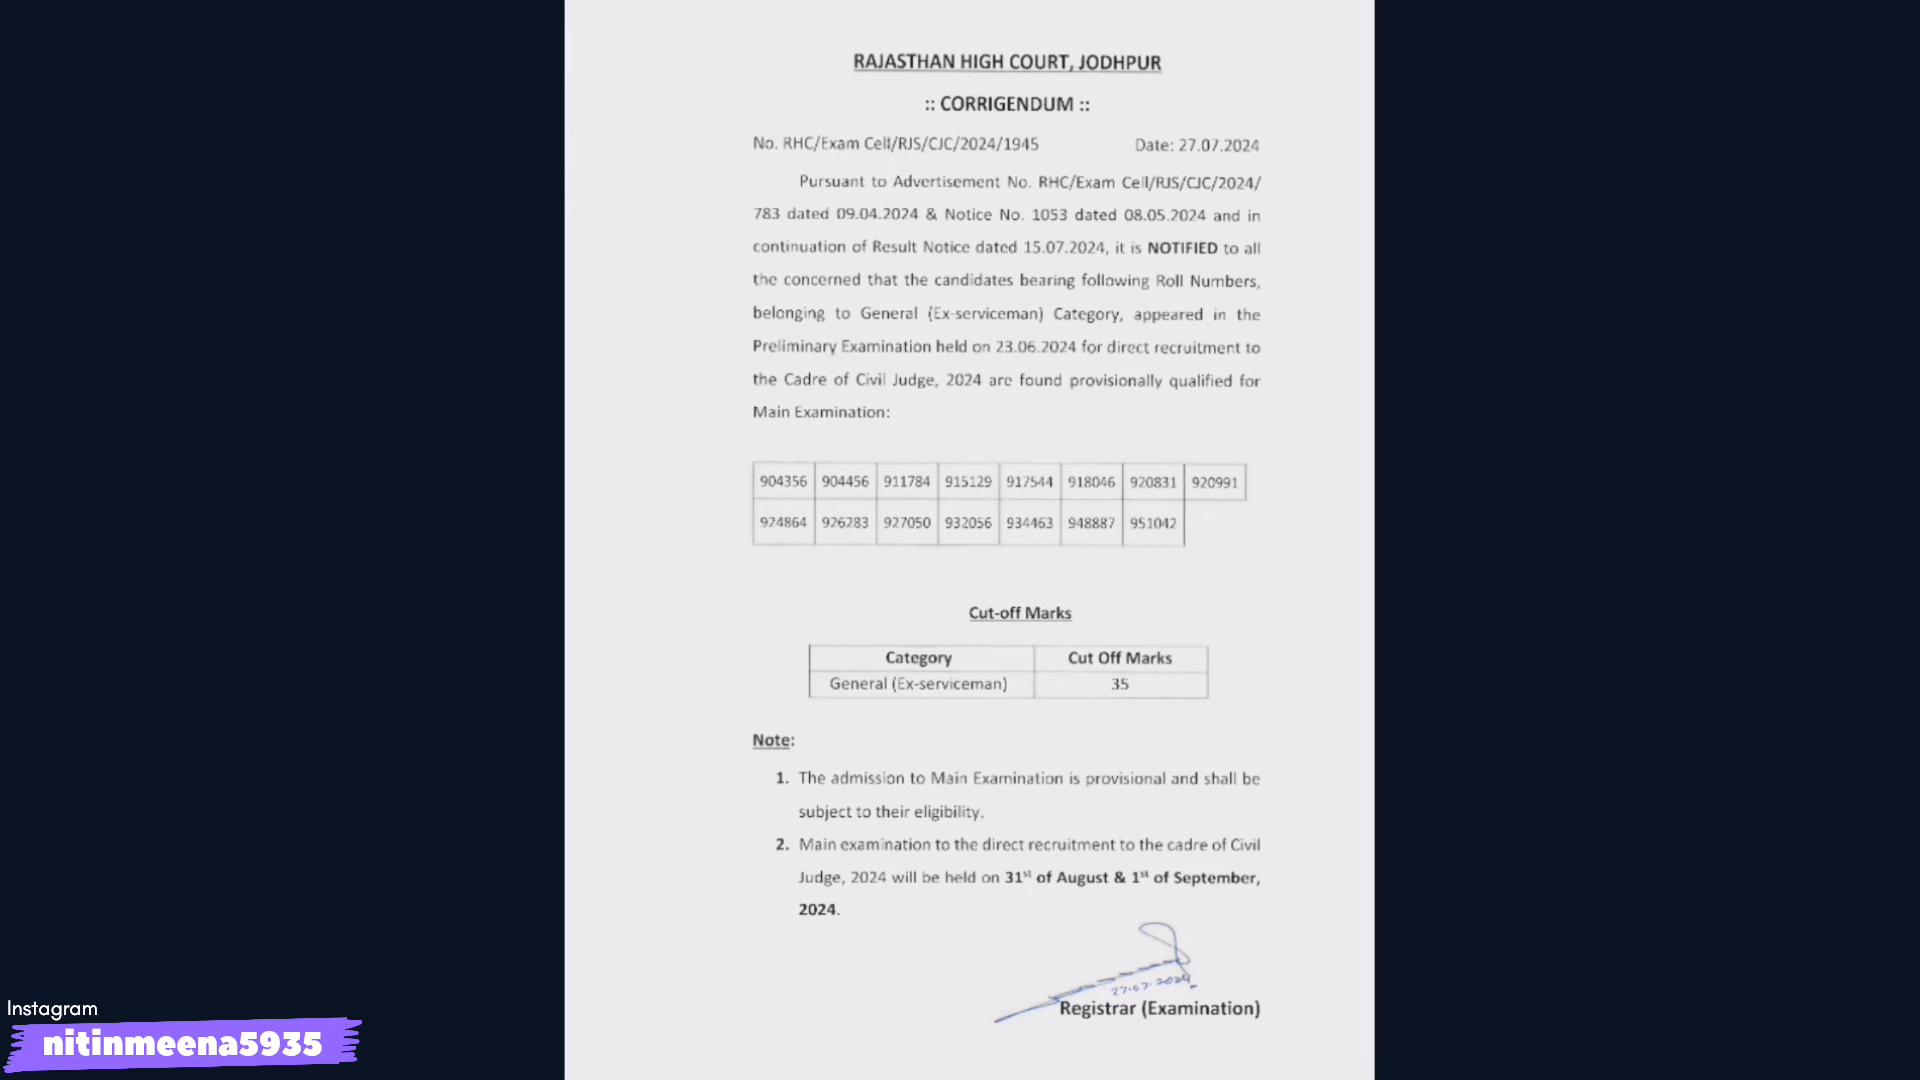 RAJASTHAN HIGH COURT, JODHPUR
:: CORRIGENDUM ::
No. RHC/Exam Cell/RJS/CJC/2024/1945 Date: 27.07.2024
Pursuant to Advertisement No. RHC/Exam Cell/RJS/CJC/2024/
783 dated 09.04.2024 & Notice No. 1053 dated 08.05.2024 and in
continuation of Result Notice dated 15.07.2024, it is NOTIFIED to all
the concerned that the candidates bearing following Roll Numbers,
belonging to General (Ex-serviceman) Category, appeared in the
Preliminary Examination held on 23.06.2024 for direct recruitment to
the Cadre of Civil Judge, 2024 are found provisionally qualified for
Main Examination:
904356 904456 911784 915129 917544 918046 920831 920991
924864 926283 927050 932056 934463 948887 951042
Cut-off Marks
Category Cut Off Marks
General (Ex-serviceman) 35
Note:
1. The admission to Main Examination is provisional and shall be
subject to their eligibility.
2. Main examination to the direct recruitment to the cadre of Civil
Judge, 2024 will be held on 31st of August & 1st of September,
2024.
27.07.2024
Registrar (Examination)
Instagram
nitinmeena5935